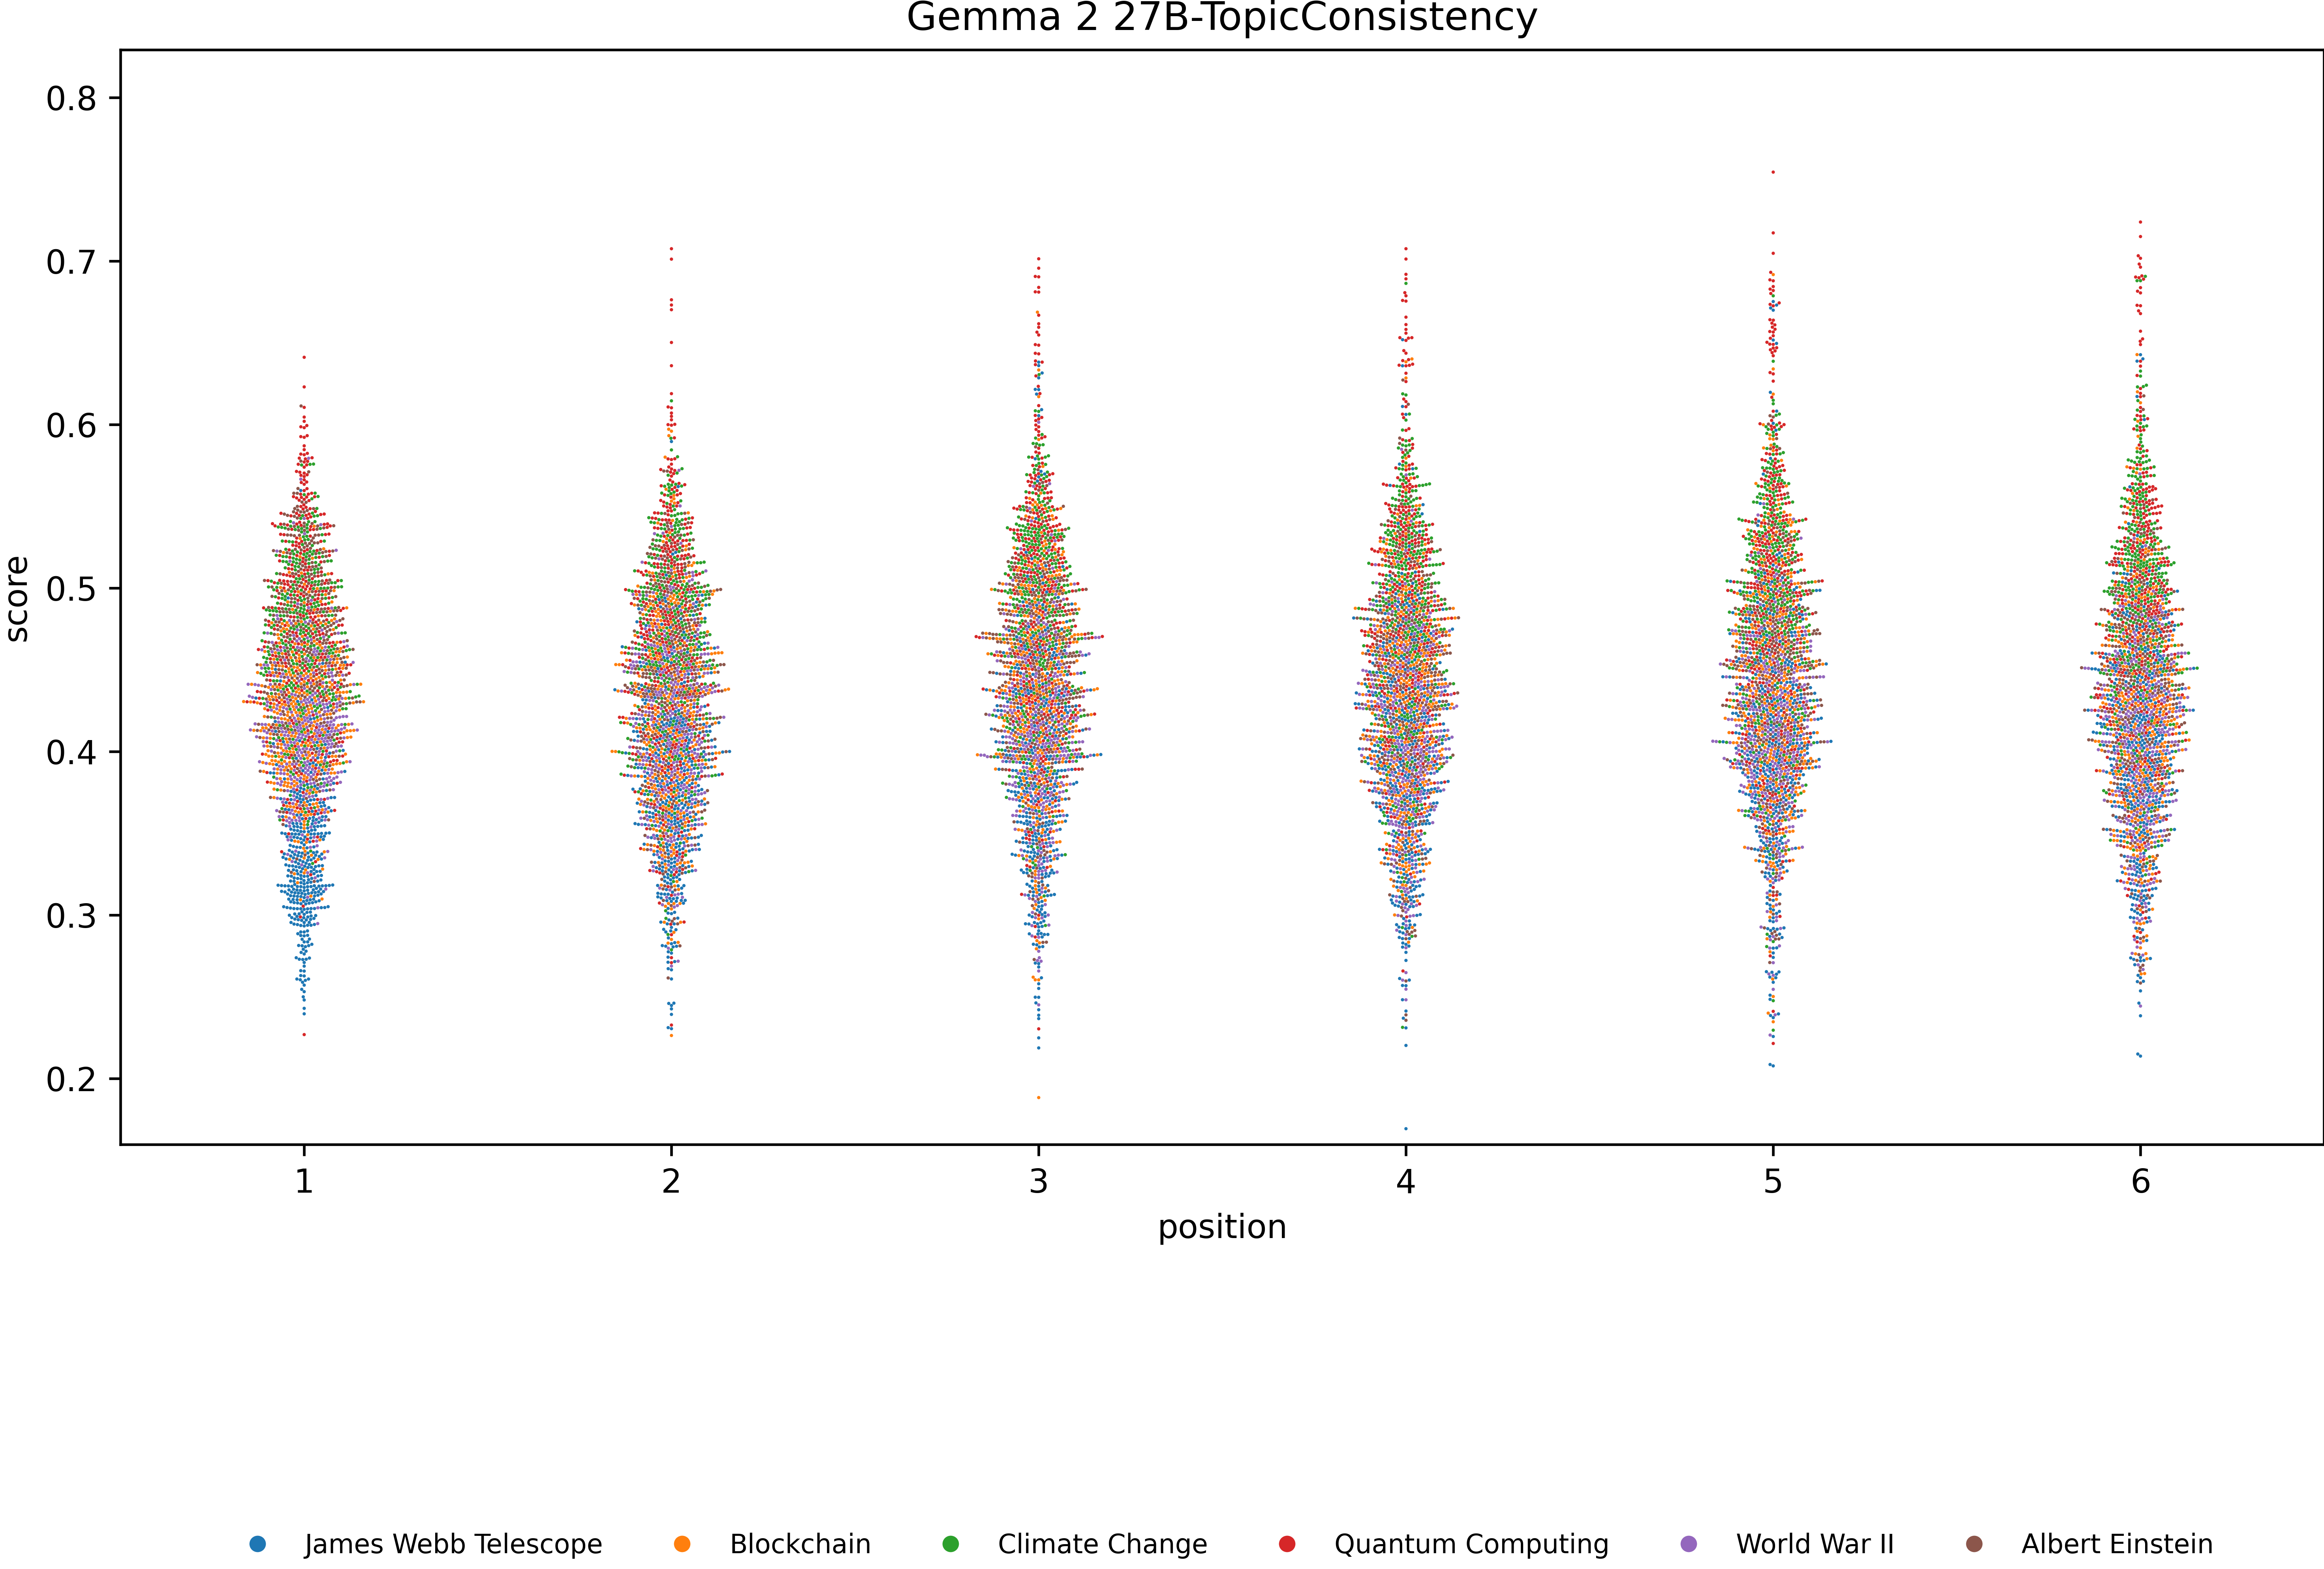 Gemma 2 27B-TopicConsistency
0.8
0.7
0.6
0.5
0.4
0.3
0.2
score
1 2 3 4 5 6
position
James Webb Telescope Blockchain Climate Change Quantum Computing World War II Albert Einstein